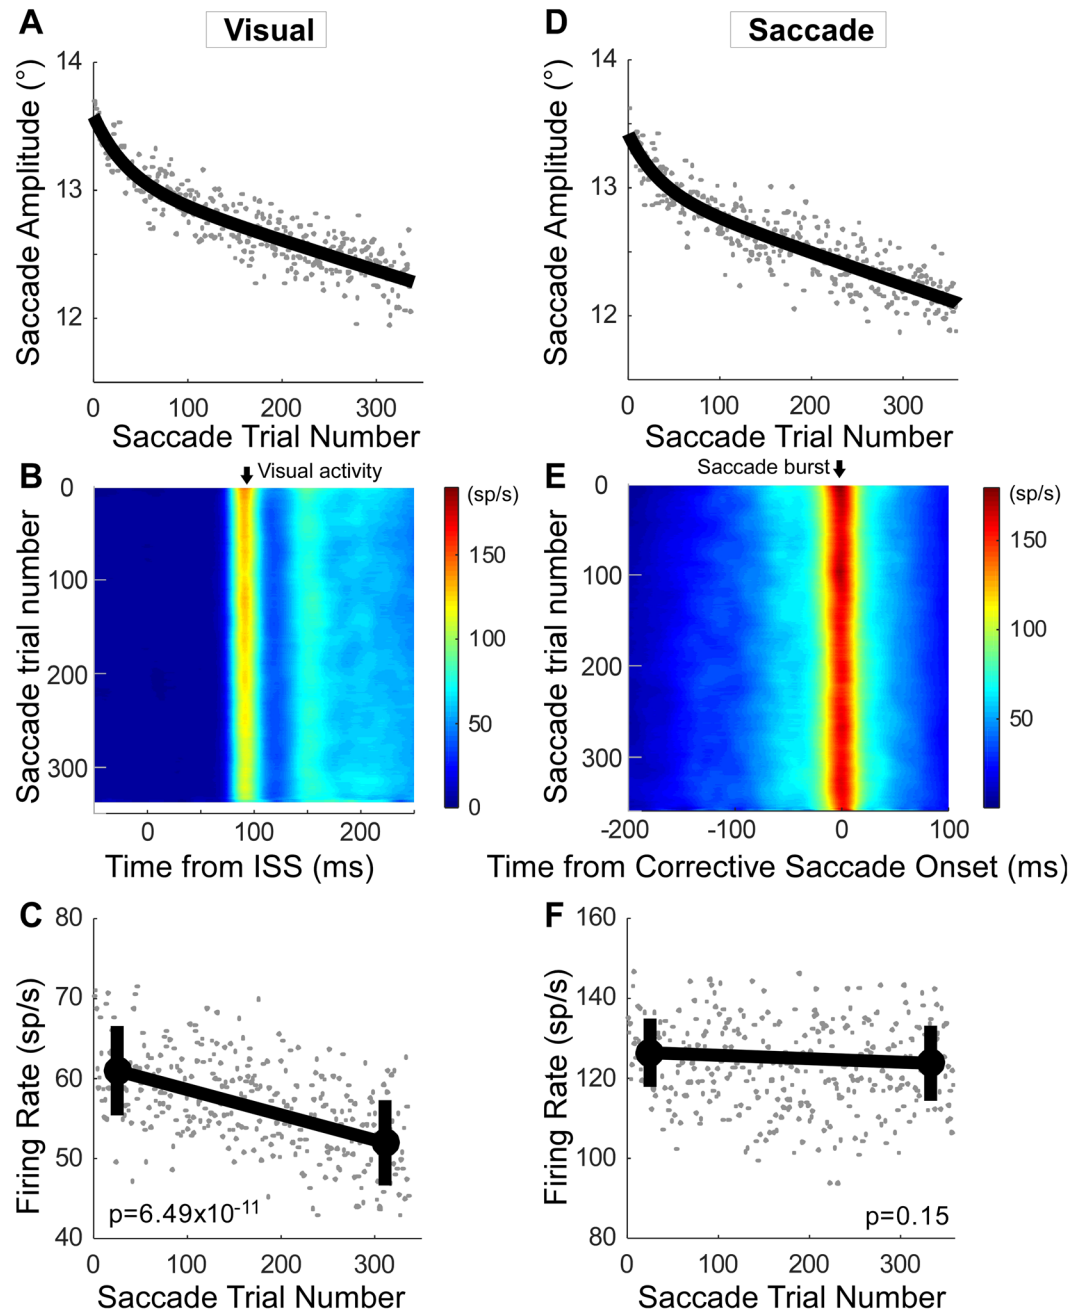 A
Visual
Saccade Amplitude (°)
14
13
12
0 100 200 300
Saccade Trial Number
D
Saccade
Saccade Amplitude (°)
14
13
12
0 100 200 300
Saccade Trial Number
B
Visual activity
Saccade trial number
0
100
200
300
0 100 200
Time from ISS (ms)
(sp/s)
150
100
50
0
E
Saccade burst
Saccade trial number
0
100
200
300
-200 -100 0 100
Time from Corrective Saccade Onset (ms)
(sp/s)
150
100
50
C
Firing Rate (sp/s)
80
70
60
50
40
p=6.49x10-11
0 100 200 300
Saccade Trial Number
F
Firing Rate (sp/s)
160
140
120
100
80
p=0.15
0 100 200 300
Saccade Trial Number